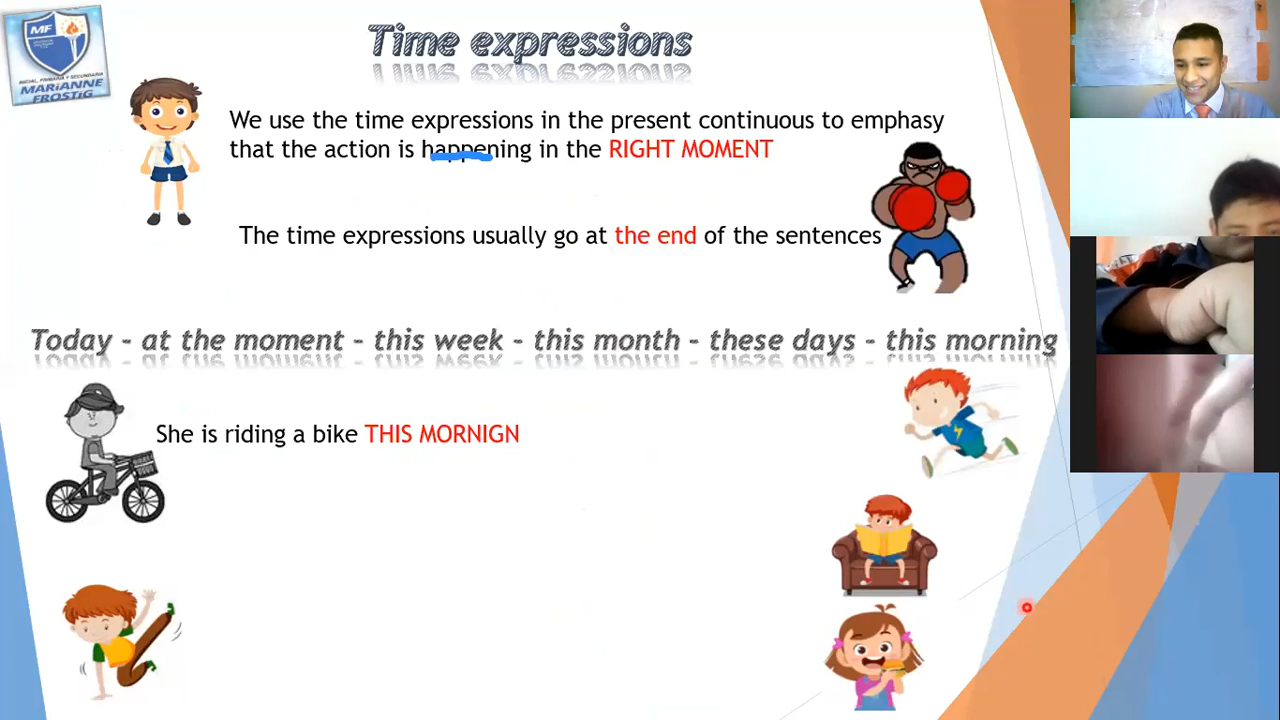 MF
INICIAL, PRIMARIA Y SECUNDARIA
MARIANNE
FROSTIG
Time expressions
We use the time expressions in the present continuous to emphasy
that the action is happening in the RIGHT MOMENT
The time expressions usually go at the end of the sentences
Today - at the moment - this week - this month - these days - this morning
She is riding a bike THIS MORNIGN